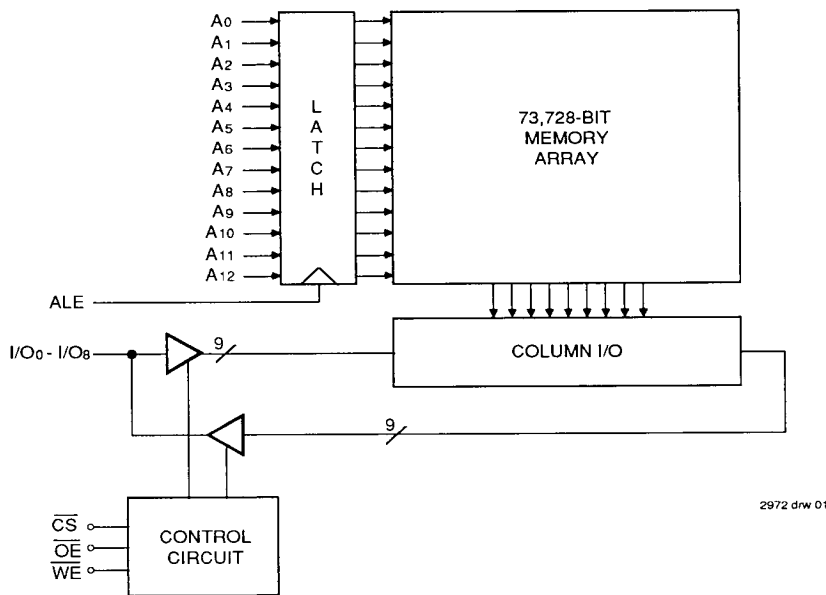 A0
A1
A2
A3
A4
A5
A6
A7
A8
A9
A10
A11
A12
LATCH
73,728-BIT
MEMORY
ARRAY
ALE
I/O0 - I/O8
9
COLUMN I/O
9
2972 drw 01
CS
OE
WE
CONTROL
CIRCUIT